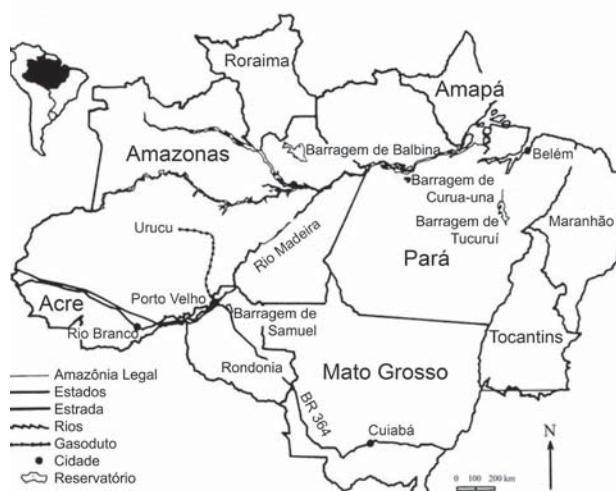 Roraima
Amapá
Barragem de Balbina
Belém
Amazonas
Barragem de
Curua-una
Barragem de
Tucuruí
Maranhão
Urucu
Rio Madeira
Pará
Acre
Porto Velho
Rio Branco
Barragem de
Samuel
Rondonia
Tocantins
Mato Grosso
BR 364
Cuiabá
Amazônia Legal
Estados
Estrada
Rios
Gasoduto
Cidade
Reservatório
N
0 100 200 km